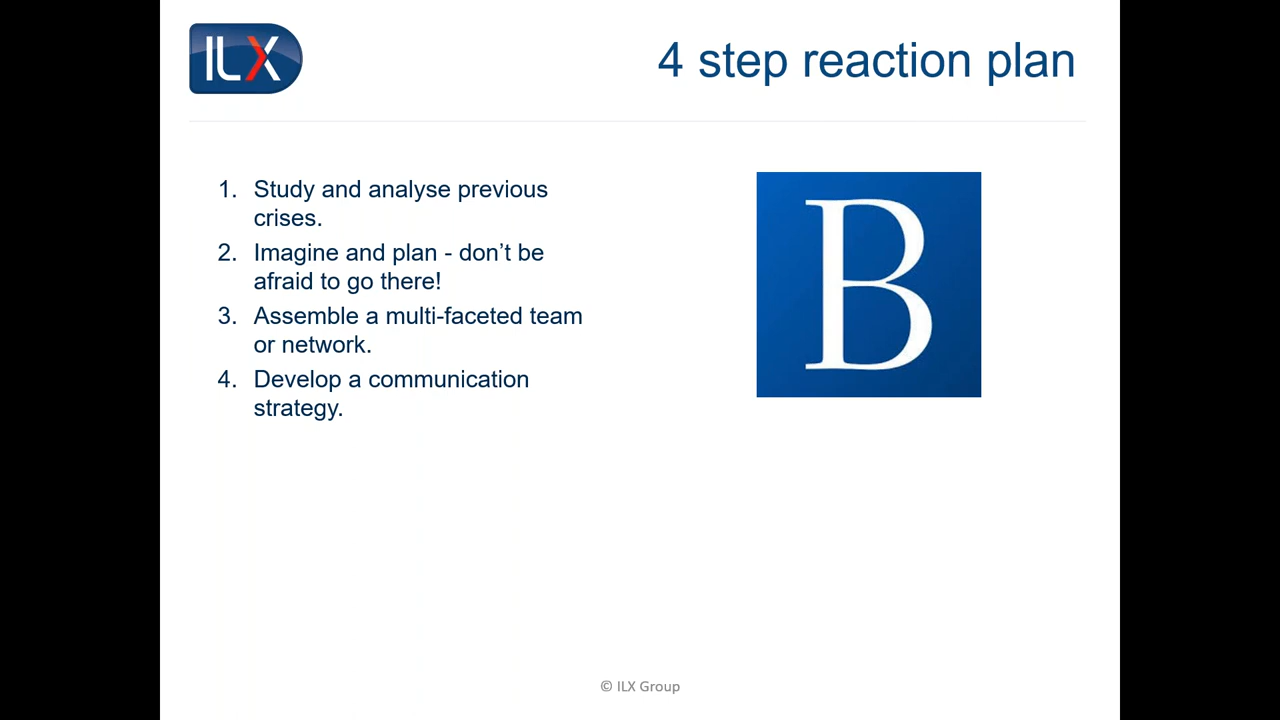 ILX
4 step reaction plan
1. Study and analyse previous
crises.
2. Imagine and plan - don’t be
afraid to go there!
3. Assemble a multi-faceted team
or network.
4. Develop a communication
strategy.
B
© ILX Group